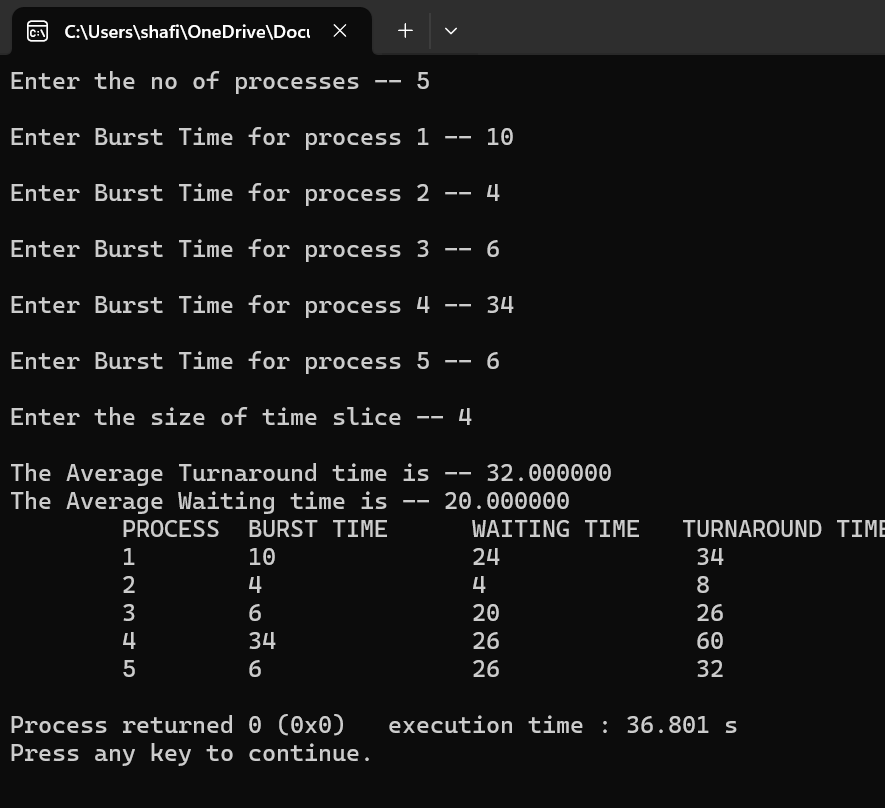 C:\Users\shafi\OneDrive\Docu
Enter the no of processes -- 5
Enter Burst Time for process 1 -- 10
Enter Burst Time for process 2 -- 4
Enter Burst Time for process 3 -- 6
Enter Burst Time for process 4 -- 34
Enter Burst Time for process 5 -- 6
Enter the size of time slice -- 4
The Average Turnaround time is -- 32.000000
The Average Waiting time is -- 20.000000
PROCESS BURST TIME WAITING TIME TURNAROUND TIME
1 10 24 34
2 4 4 8
3 6 20 26
4 34 26 60
5 6 26 32
Process returned 0 (0x0) execution time : 36.801 s
Press any key to continue.